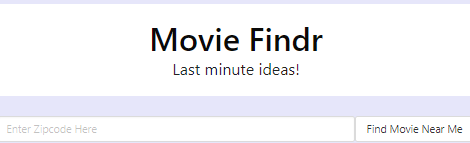 Movie Findr
Last minute ideas!
Enter Zipcode Here
Find Movie Near Me